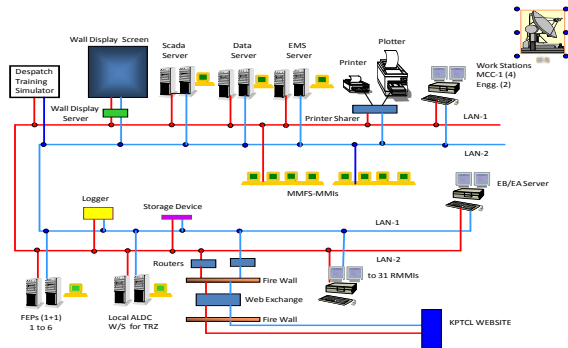 Wall Display Screen
Scada
Server
Data
Server
EMS
Server
Plotter
Printer
Work Stations
MCC-1 (4)
Engg. (2)
Despatch
Training
Simulator
Wall Display
Server
Printer Sharer
LAN-1
LAN-2
MMFS-MMIs
EB/EA Server
Logger
Storage Device
LAN-1
LAN-2
Routers
to 31 RMMIs
Fire Wall
Web Exchange
Fire Wall
FEPs (1+1)
1 to 6
Local ALDC
W/S for TRZ
KPTCL WEBSITE